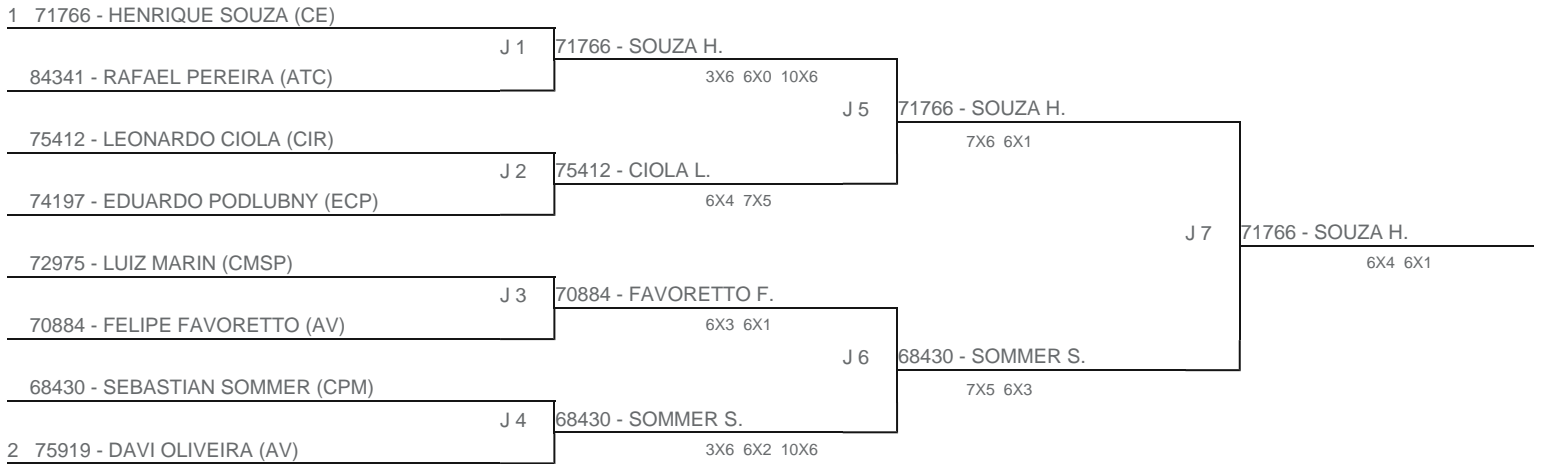 1 71766 - HENRIQUE SOUZA (CE)
J 1
71766 - SOUZA H.
84341 - RAFAEL PEREIRA (ATC)
3X6 6X0 10X6
J 5
71766 - SOUZA H.
75412 - LEONARDO CIOLA (CIR)
7X6 6X1
J 2
75412 - CIOLA L.
74197 - EDUARDO PODLUBNY (ECP)
6X4 7X5
J 7
71766 - SOUZA H.
72975 - LUIZ MARIN (CMSP)
6X4 6X1
J 3
70884 - FAVORETTO F.
70884 - FELIPE FAVORETTO (AV)
6X3 6X1
J 6
68430 - SOMMER S.
68430 - SEBASTIAN SOMMER (CPM)
7X5 6X3
J 4
68430 - SOMMER S.
2 75919 - DAVI OLIVEIRA (AV)
3X6 6X2 10X6